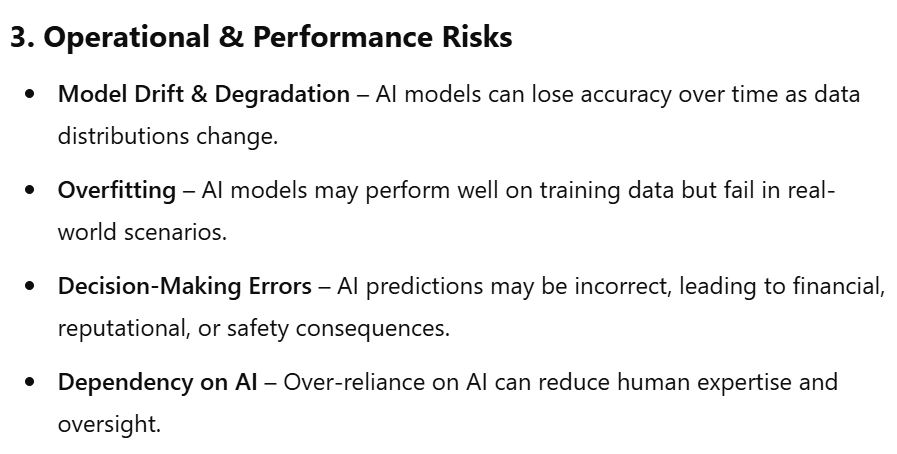 3. Operational & Performance Risks
• Model Drift & Degradation – AI models can lose accuracy over time as data
distributions change.
• Overfitting – AI models may perform well on training data but fail in real-
world scenarios.
• Decision-Making Errors – AI predictions may be incorrect, leading to financial,
reputational, or safety consequences.
• Dependency on AI – Over-reliance on AI can reduce human expertise and
oversight.